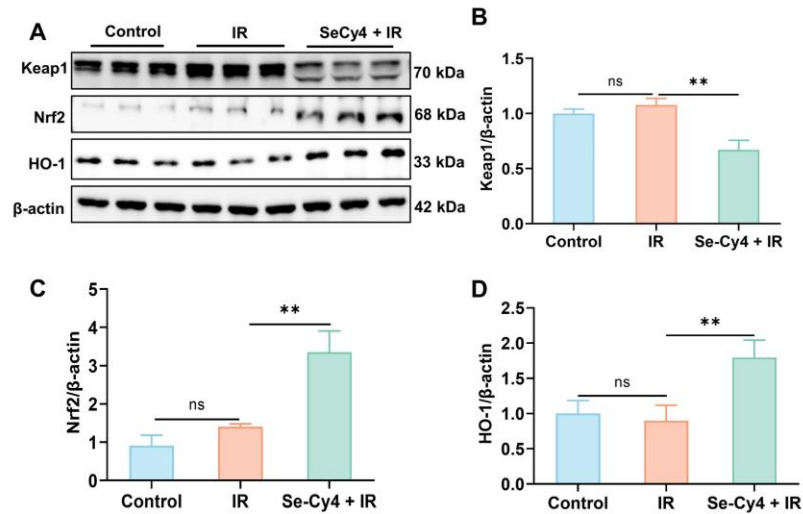 A
Control IR SeCy4 + IR
Keap1 70 kDa
Nrf2 68 kDa
HO-1 33 kDa
β-actin 42 kDa
B
Keap1/β-actin
1.5
1.0
0.5
0.0
ns **
Control IR Se-Cy4 + IR
C
Nrf2/β-actin
5
4
3
2
1
0
ns **
Control IR Se-Cy4 + IR
D
HO-1/β-actin
2.5
2.0
1.5
1.0
0.5
0.0
ns **
Control IR Se-Cy4 + IR